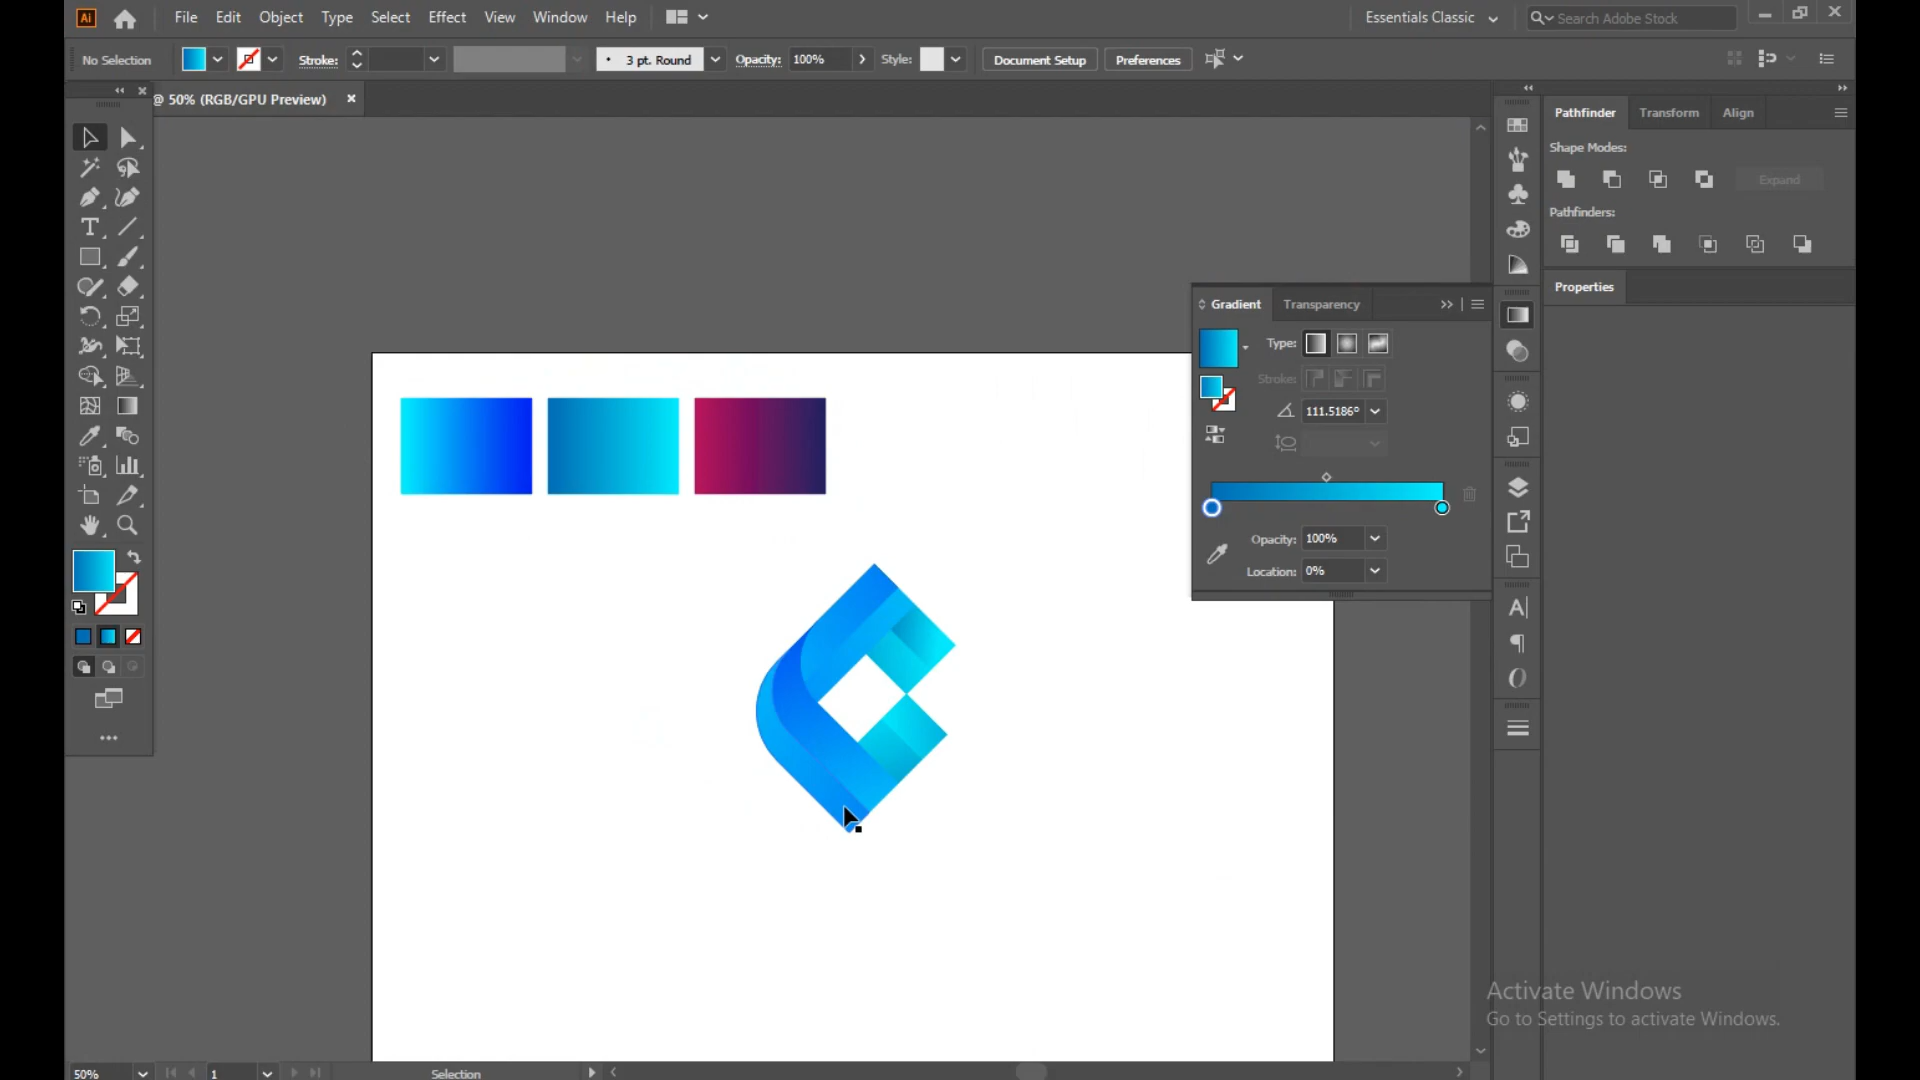 Ai File Edit Object Type Select Effect View Window Help Essentials Classic Search Adobe Stock
No Selection Stroke: 3 pt. Round Opacity: 100% Style: Document Setup Preferences
@ 50% (RGB/GPU Preview)
Pathfinder Transform Align
Shape Modes:
Expand
Pathfinders:
Properties
Gradient Transparency
Type:
Stroke:
111.5186°
Opacity: 100%
Location: 0%
Activate Windows
Go to Settings to activate Windows.
50% 1 Selection